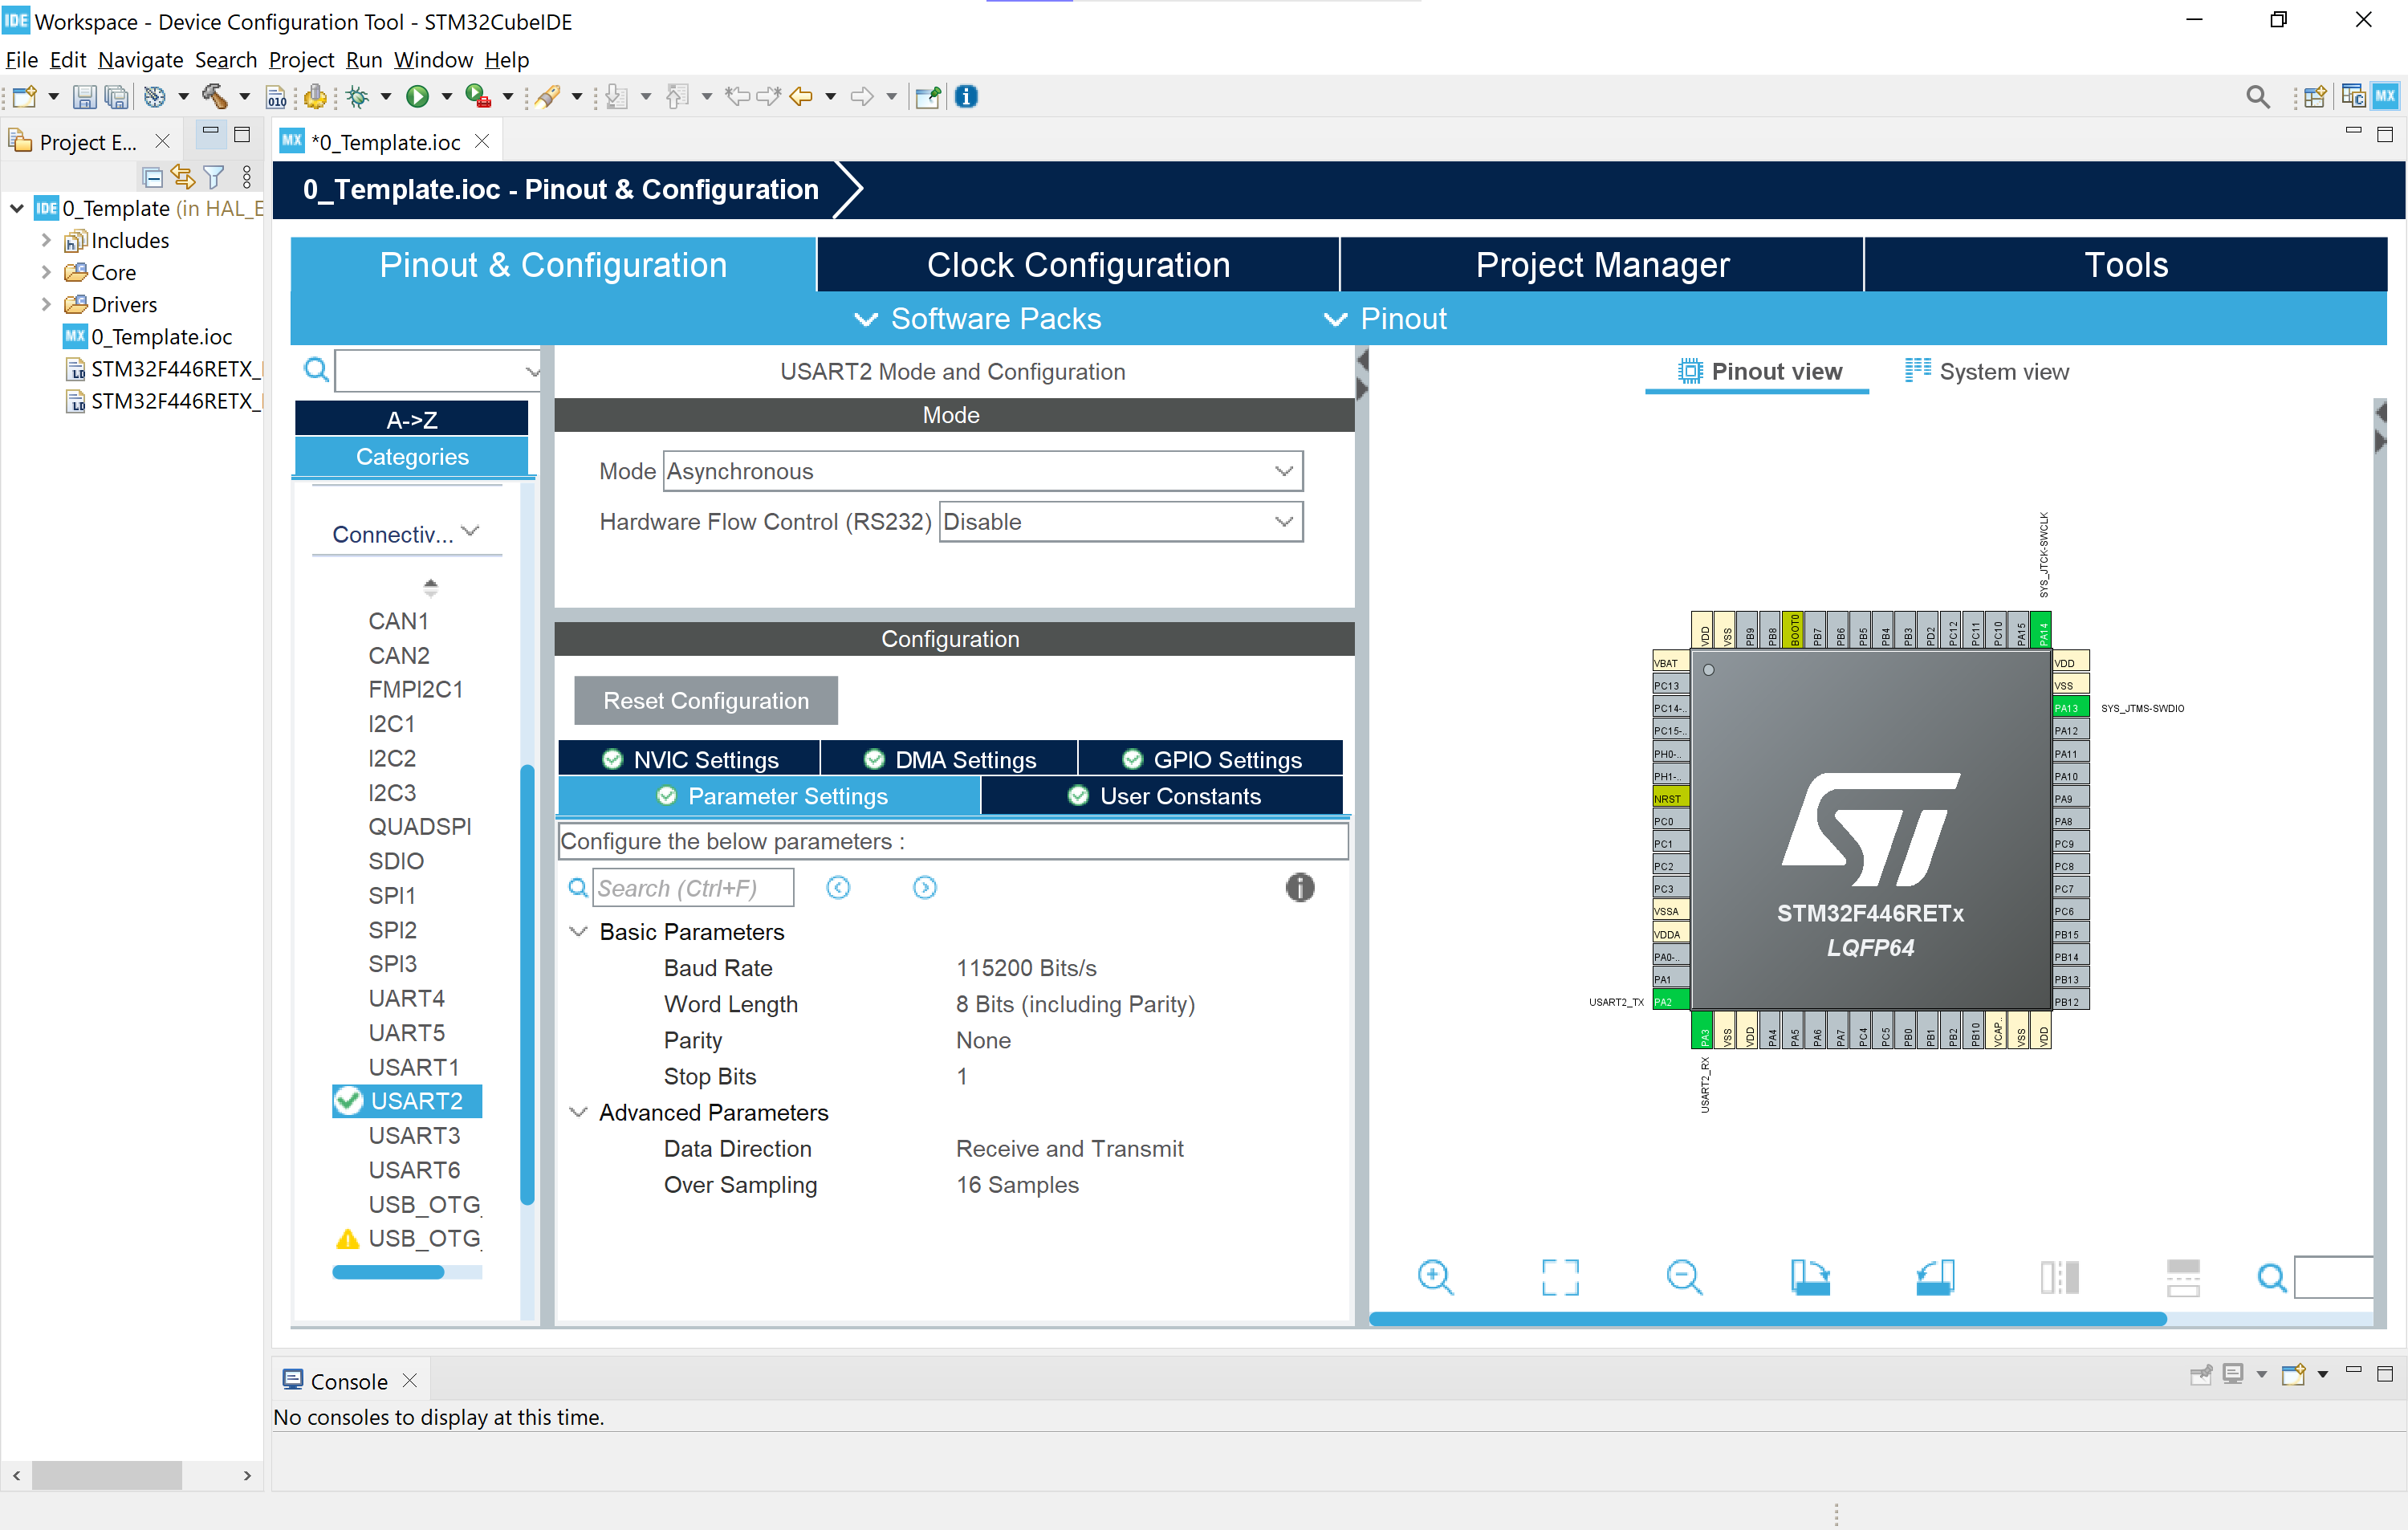 IDE Workspace - Device Configuration Tool - STM32CubeIDE
File Edit Navigate Search Project Run Window Help
010
MX
Project E...
MX *0_Template.ioc
IDE 0_Template (in HAL_E
Includes
Core
Drivers
MX 0_Template.ioc
STM32F446RETX_
STM32F446RETX_
0_Template.ioc - Pinout & Configuration
Pinout & Configuration
Clock Configuration
Project Manager
Tools
Software Packs
Pinout
A->Z
Categories
Connectiv...
CAN1
CAN2
FMPI2C1
I2C1
I2C2
I2C3
QUADSPI
SDIO
SPI1
SPI2
SPI3
UART4
UART5
USART1
USART2
USART3
USART6
USB_OTG_
USB_OTG_
USART2 Mode and Configuration
Mode
Mode Asynchronous
Hardware Flow Control (RS232) Disable
Configuration
Reset Configuration
NVIC Settings
DMA Settings
GPIO Settings
Parameter Settings
User Constants
Configure the below parameters :
Search (Ctrl+F)
Basic Parameters
Baud Rate 115200 Bits/s
Word Length 8 Bits (including Parity)
Parity None
Stop Bits 1
Advanced Parameters
Data Direction Receive and Transmit
Over Sampling 16 Samples
Pinout view
System view
SYS_JTCK-SWCLK
VDD
VSS
PB9
PB8
BOOT0
PB7
PB6
PB5
PB4
PB3
PD2
PC12
PC11
PC10
PA15
PA14
VBAT
PC13
PC14-..
PC15-..
PH0-..
PH1-..
NRST
PC0
PC1
PC2
PC3
VSSA
VDDA
PA0-..
PA1
USART2_TX PA2
ST
STM32F446RETx
LQFP64
VDD
VSS
PA13 SYS_JTMS-SWDIO
PA12
PA11
PA10
PA9
PA8
PC9
PC8
PC7
PC6
PB15
PB14
PB13
PB12
PA3
VSS
VDD
PA4
PA5
PA6
PA7
PC4
PC5
PB0
PB1
PB2
PB10
VCAP..
VSS
VDD
USART2_RX
Console
No consoles to display at this time.